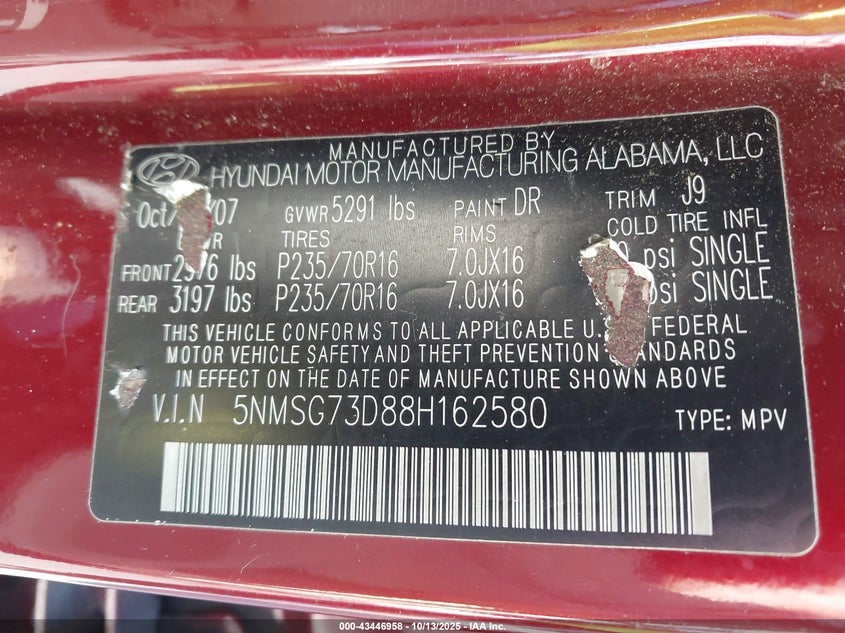 MANUFACTURED BY
HYUNDAI MOTOR MANUFACTURING ALABAMA, LLC
Oct/ /07 GVWR 5291 lbs PAINT DR TRIM J9
TIRES RIMS COLD TIRE INFL
FRONT lbs P235/70R16 7.0JX16 psi SINGLE
REAR 3197 lbs P235/70R16 7.0JX16 psi SINGLE
THIS VEHICLE CONFORMS TO ALL APPLICABLE U.S. FEDERAL
MOTOR VEHICLE SAFETY AND THEFT PREVENTION STANDARDS
IN EFFECT ON THE DATE OF MANUFACTURE SHOWN ABOVE.
V.I.N 5NMSG73D88H162580 TYPE: MPV
000-43446958 - 10/13/2025 - IAA Inc.